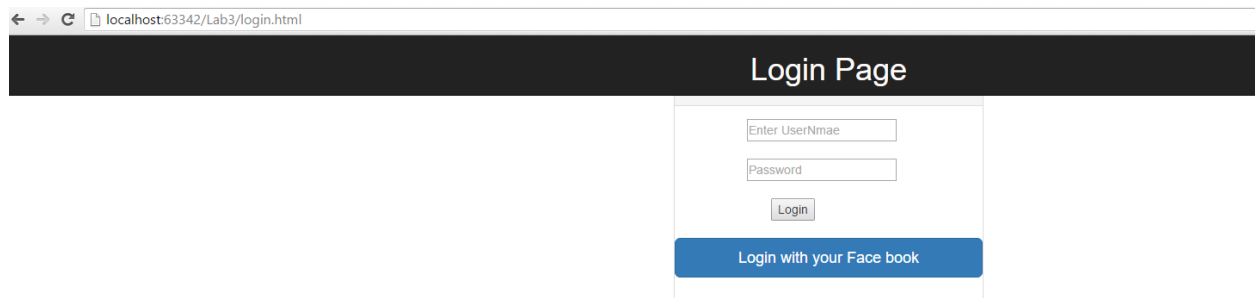 localhost:63342/Lab3/login.html
Login Page
Enter UserNmae
Password
Login
Login with your Face book